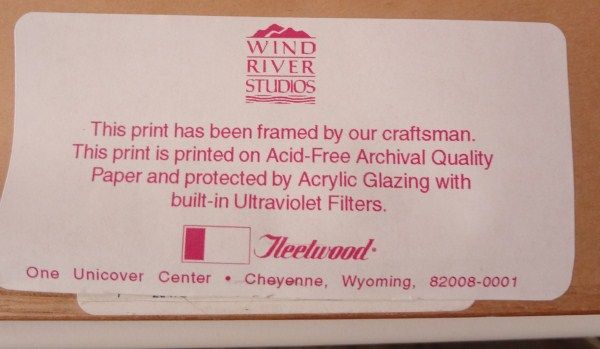 WIND
RIVER
STUDIOS
This print has been framed by our craftsman.
This print is printed on Acid-Free Archival Quality
Paper and protected by Acrylic Glazing with
built-in Ultraviolet Filters.
Fleetwood
One Unicover Center • Cheyenne, Wyoming, 82008-0001